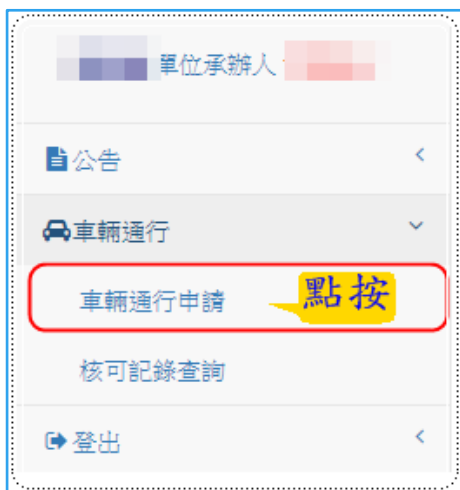 單位承辦人
公告
車輛通行
車輛通行申請 點按
核可記錄查詢
登出